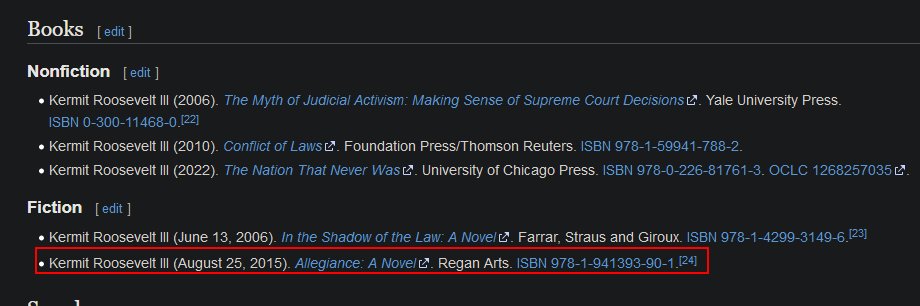 Books [ edit ]
Nonfiction [ edit ]
• Kermit Roosevelt III (2006). The Myth of Judicial Activism: Making Sense of Supreme Court Decisions. Yale University Press.
ISBN 0-300-11468-0.[22]
• Kermit Roosevelt III (2010). Conflict of Laws. Foundation Press/Thomson Reuters. ISBN 978-1-59941-788-2.
• Kermit Roosevelt III (2022). The Nation That Never Was. University of Chicago Press. ISBN 978-0-226-81761-3. OCLC 1268257035.
Fiction [ edit ]
• Kermit Roosevelt III (June 13, 2006). In the Shadow of the Law: A Novel. Farrar, Straus and Giroux. ISBN 978-1-4299-3149-6.[23]
• Kermit Roosevelt III (August 25, 2015). Allegiance: A Novel. Regan Arts. ISBN 978-1-941393-90-1.[24]